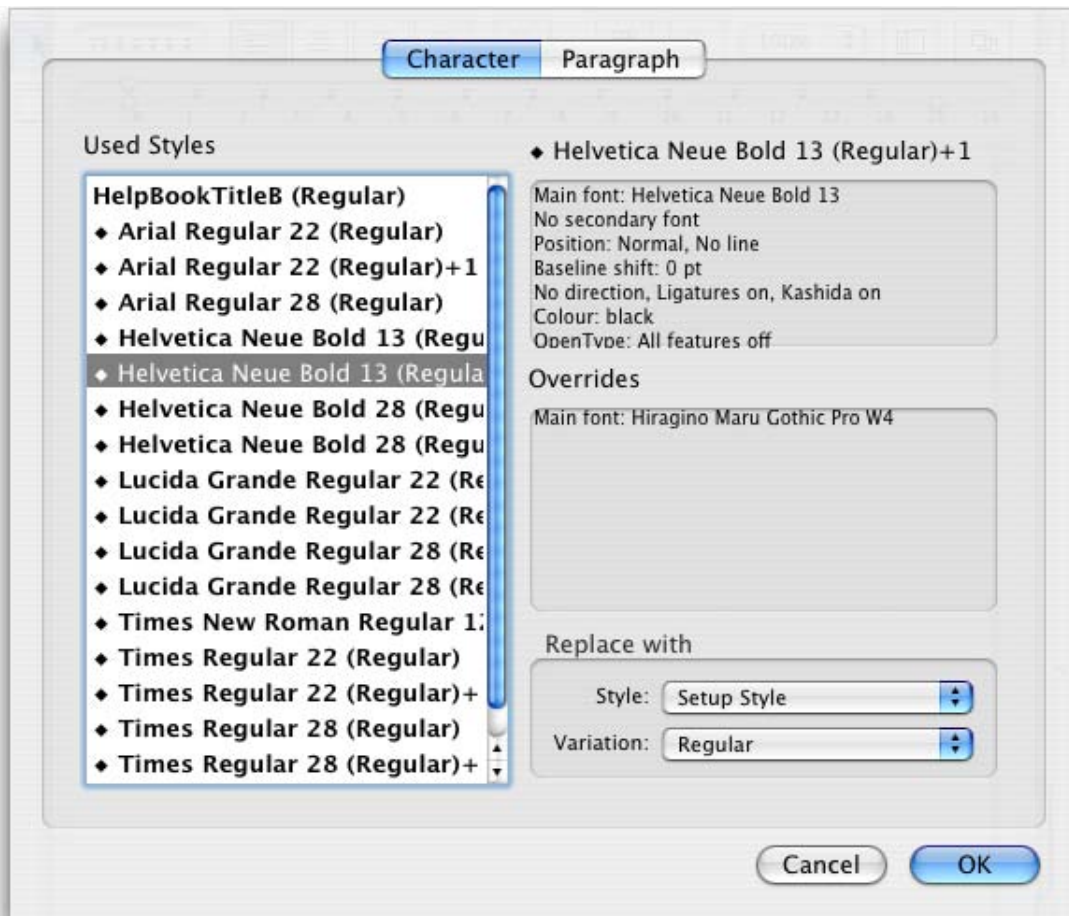 Character Paragraph
Used Styles
HelpBookTitleB (Regular)
◆ Arial Regular 22 (Regular)
◆ Arial Regular 22 (Regular)+1
◆ Arial Regular 28 (Regular)
◆ Helvetica Neue Bold 13 (Regu
◆ Helvetica Neue Bold 13 (Regula
◆ Helvetica Neue Bold 28 (Regu
◆ Helvetica Neue Bold 28 (Regu
◆ Lucida Grande Regular 22 (Re
◆ Lucida Grande Regular 22 (Re
◆ Lucida Grande Regular 28 (Re
◆ Lucida Grande Regular 28 (Re
◆ Times New Roman Regular 12
◆ Times Regular 22 (Regular)
◆ Times Regular 22 (Regular)+
◆ Times Regular 28 (Regular)
◆ Times Regular 28 (Regular)+
◆ Helvetica Neue Bold 13 (Regular)+1
Main font: Helvetica Neue Bold 13
No secondary font
Position: Normal, No line
Baseline shift: 0 pt
No direction, Ligatures on, Kashida on
Colour: black
OpenType: All features off
Overrides
Main font: Hiragino Maru Gothic Pro W4
Replace with
Style: Setup Style
Variation: Regular
Cancel OK